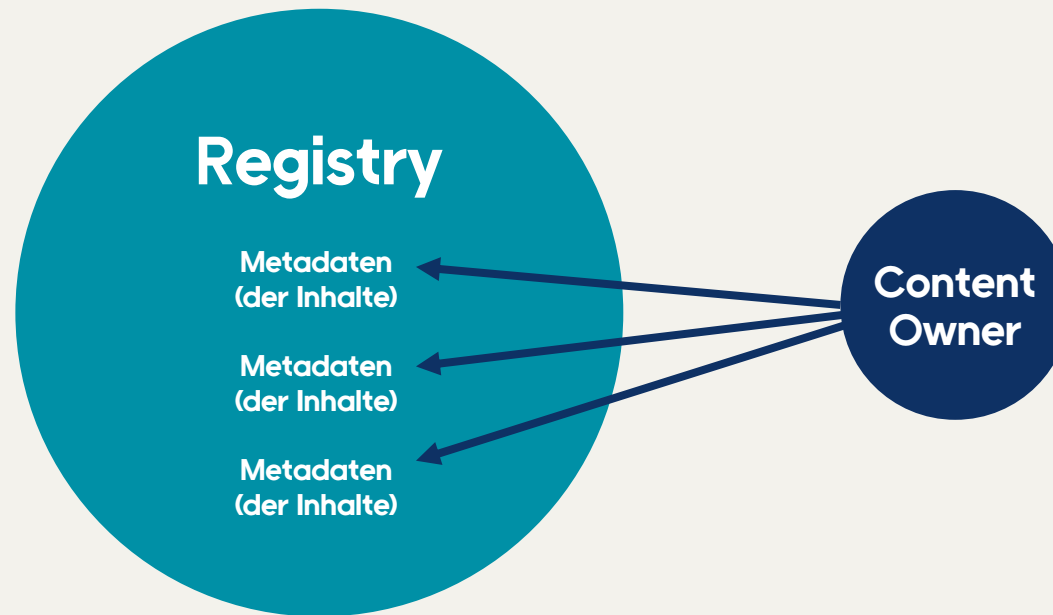 Registry
Metadaten
(der Inhalte)
Metadaten
(der Inhalte)
Metadaten
(der Inhalte)
Content
Owner